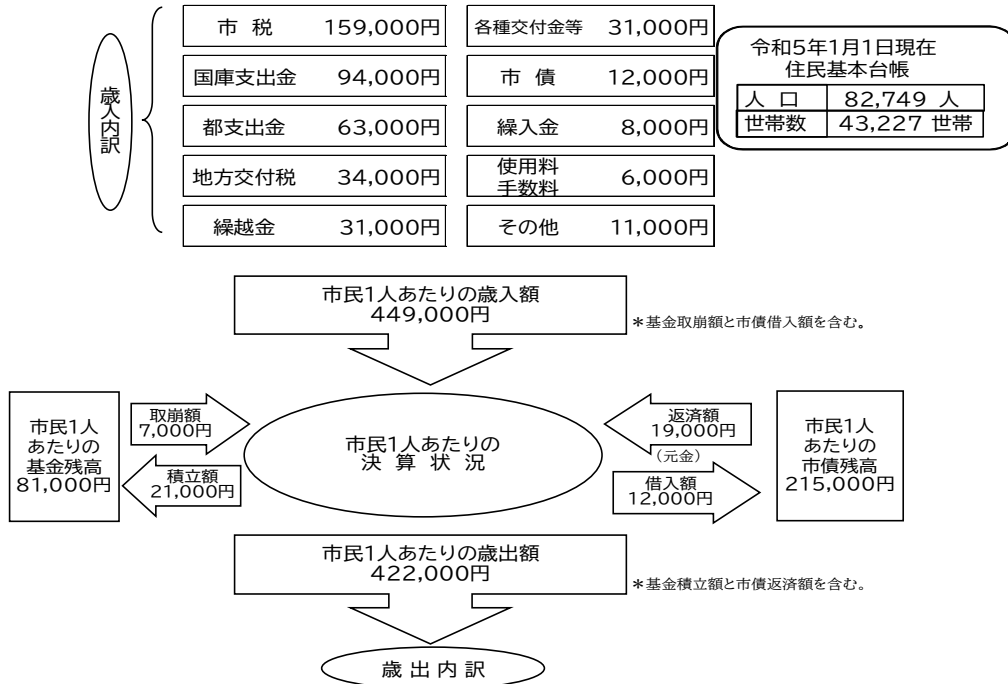 歳入内訳
市 税 159,000円
国庫支出金 94,000円
都支出金 63,000円
地方交付税 34,000円
繰越金 31,000円
各種交付金等 31,000円
市 債 12,000円
繰入金 8,000円
使用料
手数料 6,000円
その他 11,000円
令和5年1月1日現在
住民基本台帳
人 口 82,749 人
世帯数 43,227 世帯
市民1人あたりの歳入額
449,000円
*基金取崩額と市債借入額を含む。
市民1人
あたりの
基金残高
81,000円
取崩額
7,000円
積立額
21,000円
市民1人あたりの
決 算 状 況
返済額
19,000円
(元金)
借入額
12,000円
市民1人
あたりの
市債残高
215,000円
市民1人あたりの歳出額
422,000円
*基金積立額と市債返済額を含む。
歳 出 内 訳